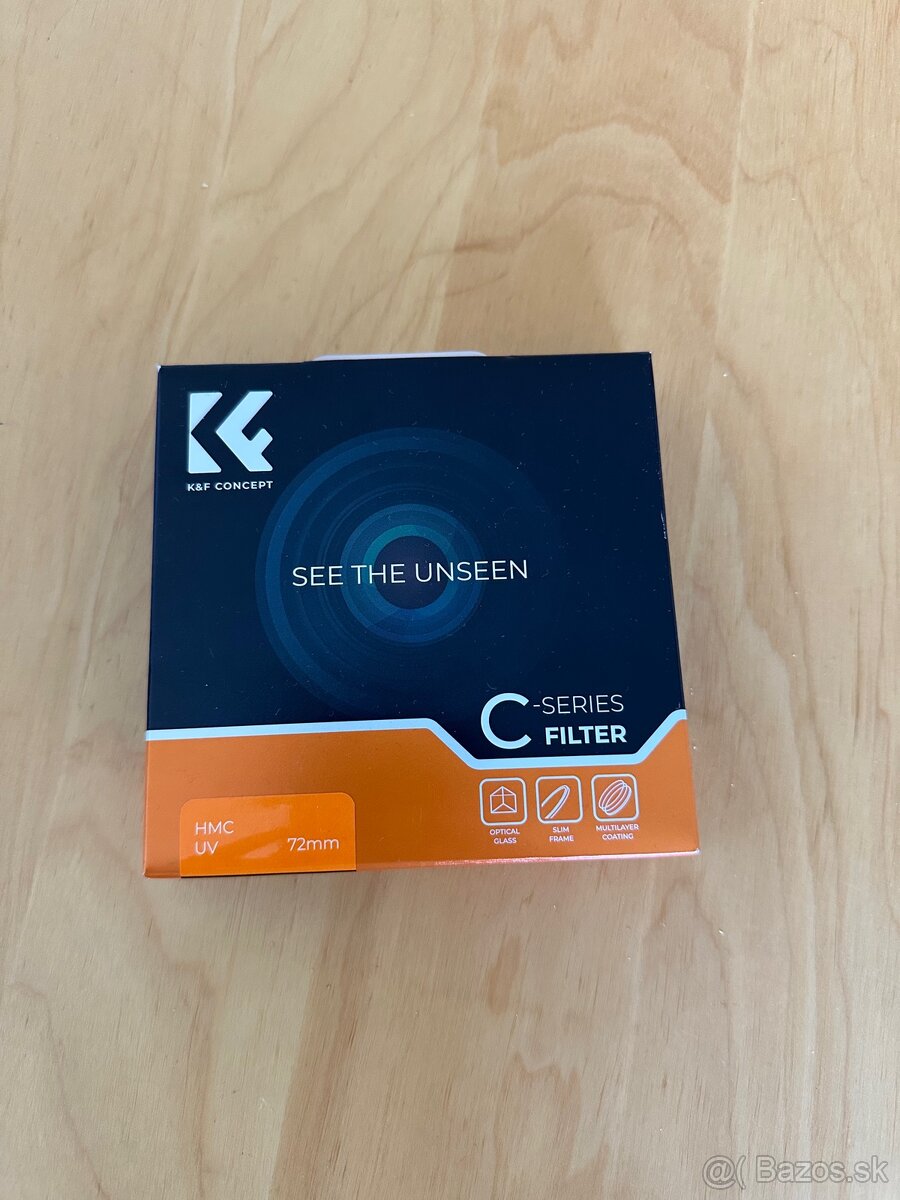 K&F CONCEPT
SEE THE UNSEEN
C-SERIES
FILTER
OPTICAL
GLASS
SLIM
FRAME
MULTILAYER
COATING
HMC
UV
72mm
@( Bazos.sk